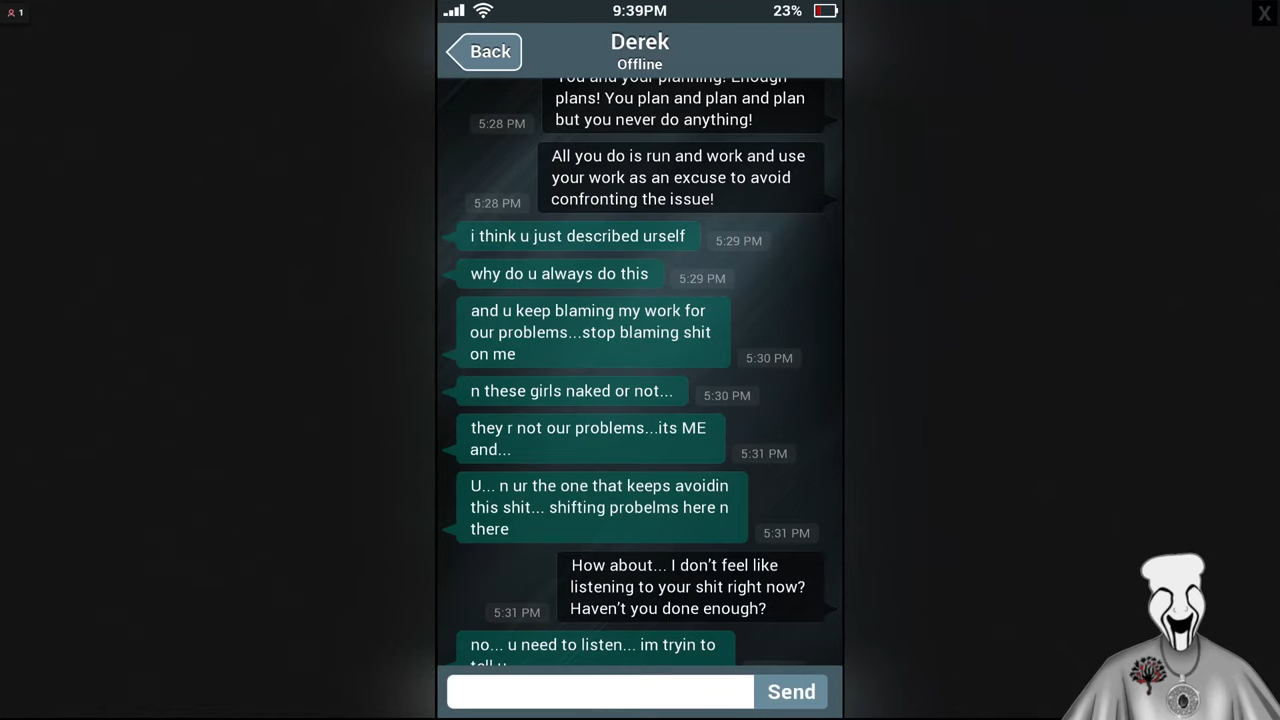 1
9:39PM
23%
X
Back
Derek
Offline
You and your planning! Enough
plans! You plan and plan and plan
but you never do anything!
5:28 PM
All you do is run and work and use
your work as an excuse to avoid
confronting the issue!
5:28 PM
i think u just described urself
5:29 PM
why do u always do this
5:29 PM
and u keep blaming my work for
our problems...stop blaming shit
on me
5:30 PM
n these girls naked or not...
5:30 PM
they r not our problems...its ME
and...
5:31 PM
U... n ur the one that keeps avoidin
this shit... shifting probelms here n
there
5:31 PM
How about... I don’t feel like
listening to your shit right now?
Haven’t you done enough?
5:31 PM
no... u need to listen... im tryin to
tell u
Send